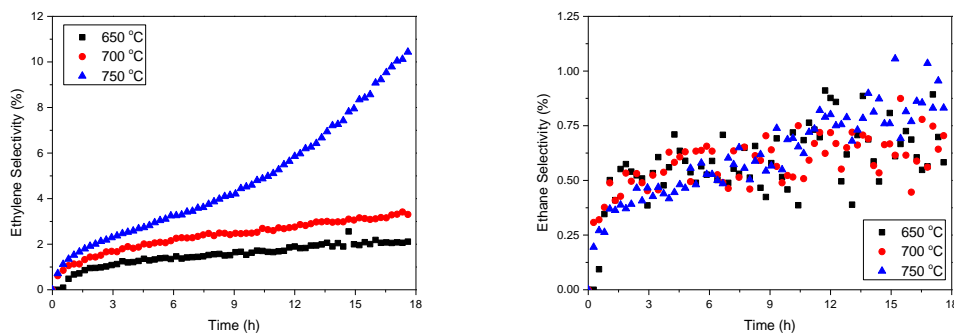 12
10
8
6
4
2
0
Ethylene Selectivity (%)
650 °C
700 °C
750 °C
0 3 6 9 12 15 18
Time (h)
1.25
1.00
0.75
0.50
0.25
0.00
Ethane Selectivity (%)
650 °C
700 °C
750 °C
0 3 6 9 12 15 18
Time (h)